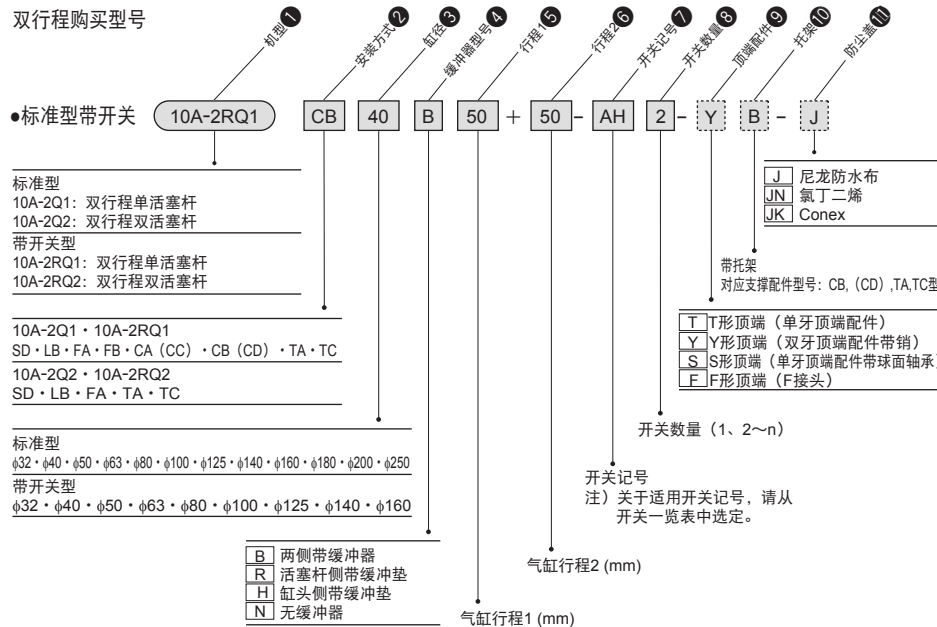 双行程购买型号
机型❶
安装方式❷
缸径❸
缓冲器型号❹
行程1❺
行程2❻
开关记号❼
开关数量❽
顶端配件❾
托架❿
防尘盖⓫
●标准型带开关 10A-2RQ1 CB 40 B 50 + 50 - AH 2 - Y B - J
标准型
10A-2Q1：双行程单活塞杆
10A-2Q2：双行程双活塞杆
带开关型
10A-2RQ1：双行程单活塞杆
10A-2RQ2：双行程双活塞杆
J 尼龙防水布
JN 氯丁二烯
JK Conex
带托架
对应支撑配件型号：CB,（CD）,TA,TC型
10A-2Q1・10A-2RQ1
SD・LB・FA・FB・CA（CC）・CB（CD）・TA・TC
10A-2Q2・10A-2RQ2
SD・LB・FA・TA・TC
T T形顶端（单牙顶端配件）
Y Y形顶端（双牙顶端配件带销）
S S形顶端（单牙顶端配件带球面轴承）
F F形顶端（F接头）
开关数量（1、2～n）
标准型
ϕ32・ϕ40・ϕ50・ϕ63・ϕ80・ϕ100・ϕ125・ϕ140・ϕ160・ϕ180・ϕ200・ϕ250
带开关型
ϕ32・ϕ40・ϕ50・ϕ63・ϕ80・ϕ100・ϕ125・ϕ140・ϕ160
开关记号
注）关于适用开关记号，请从
开关一览表中选定。
B 两侧带缓冲器
R 活塞杆侧带缓冲垫
H 缸头侧带缓冲垫
N 无缓冲器
气缸行程2 (mm)
气缸行程1 (mm)